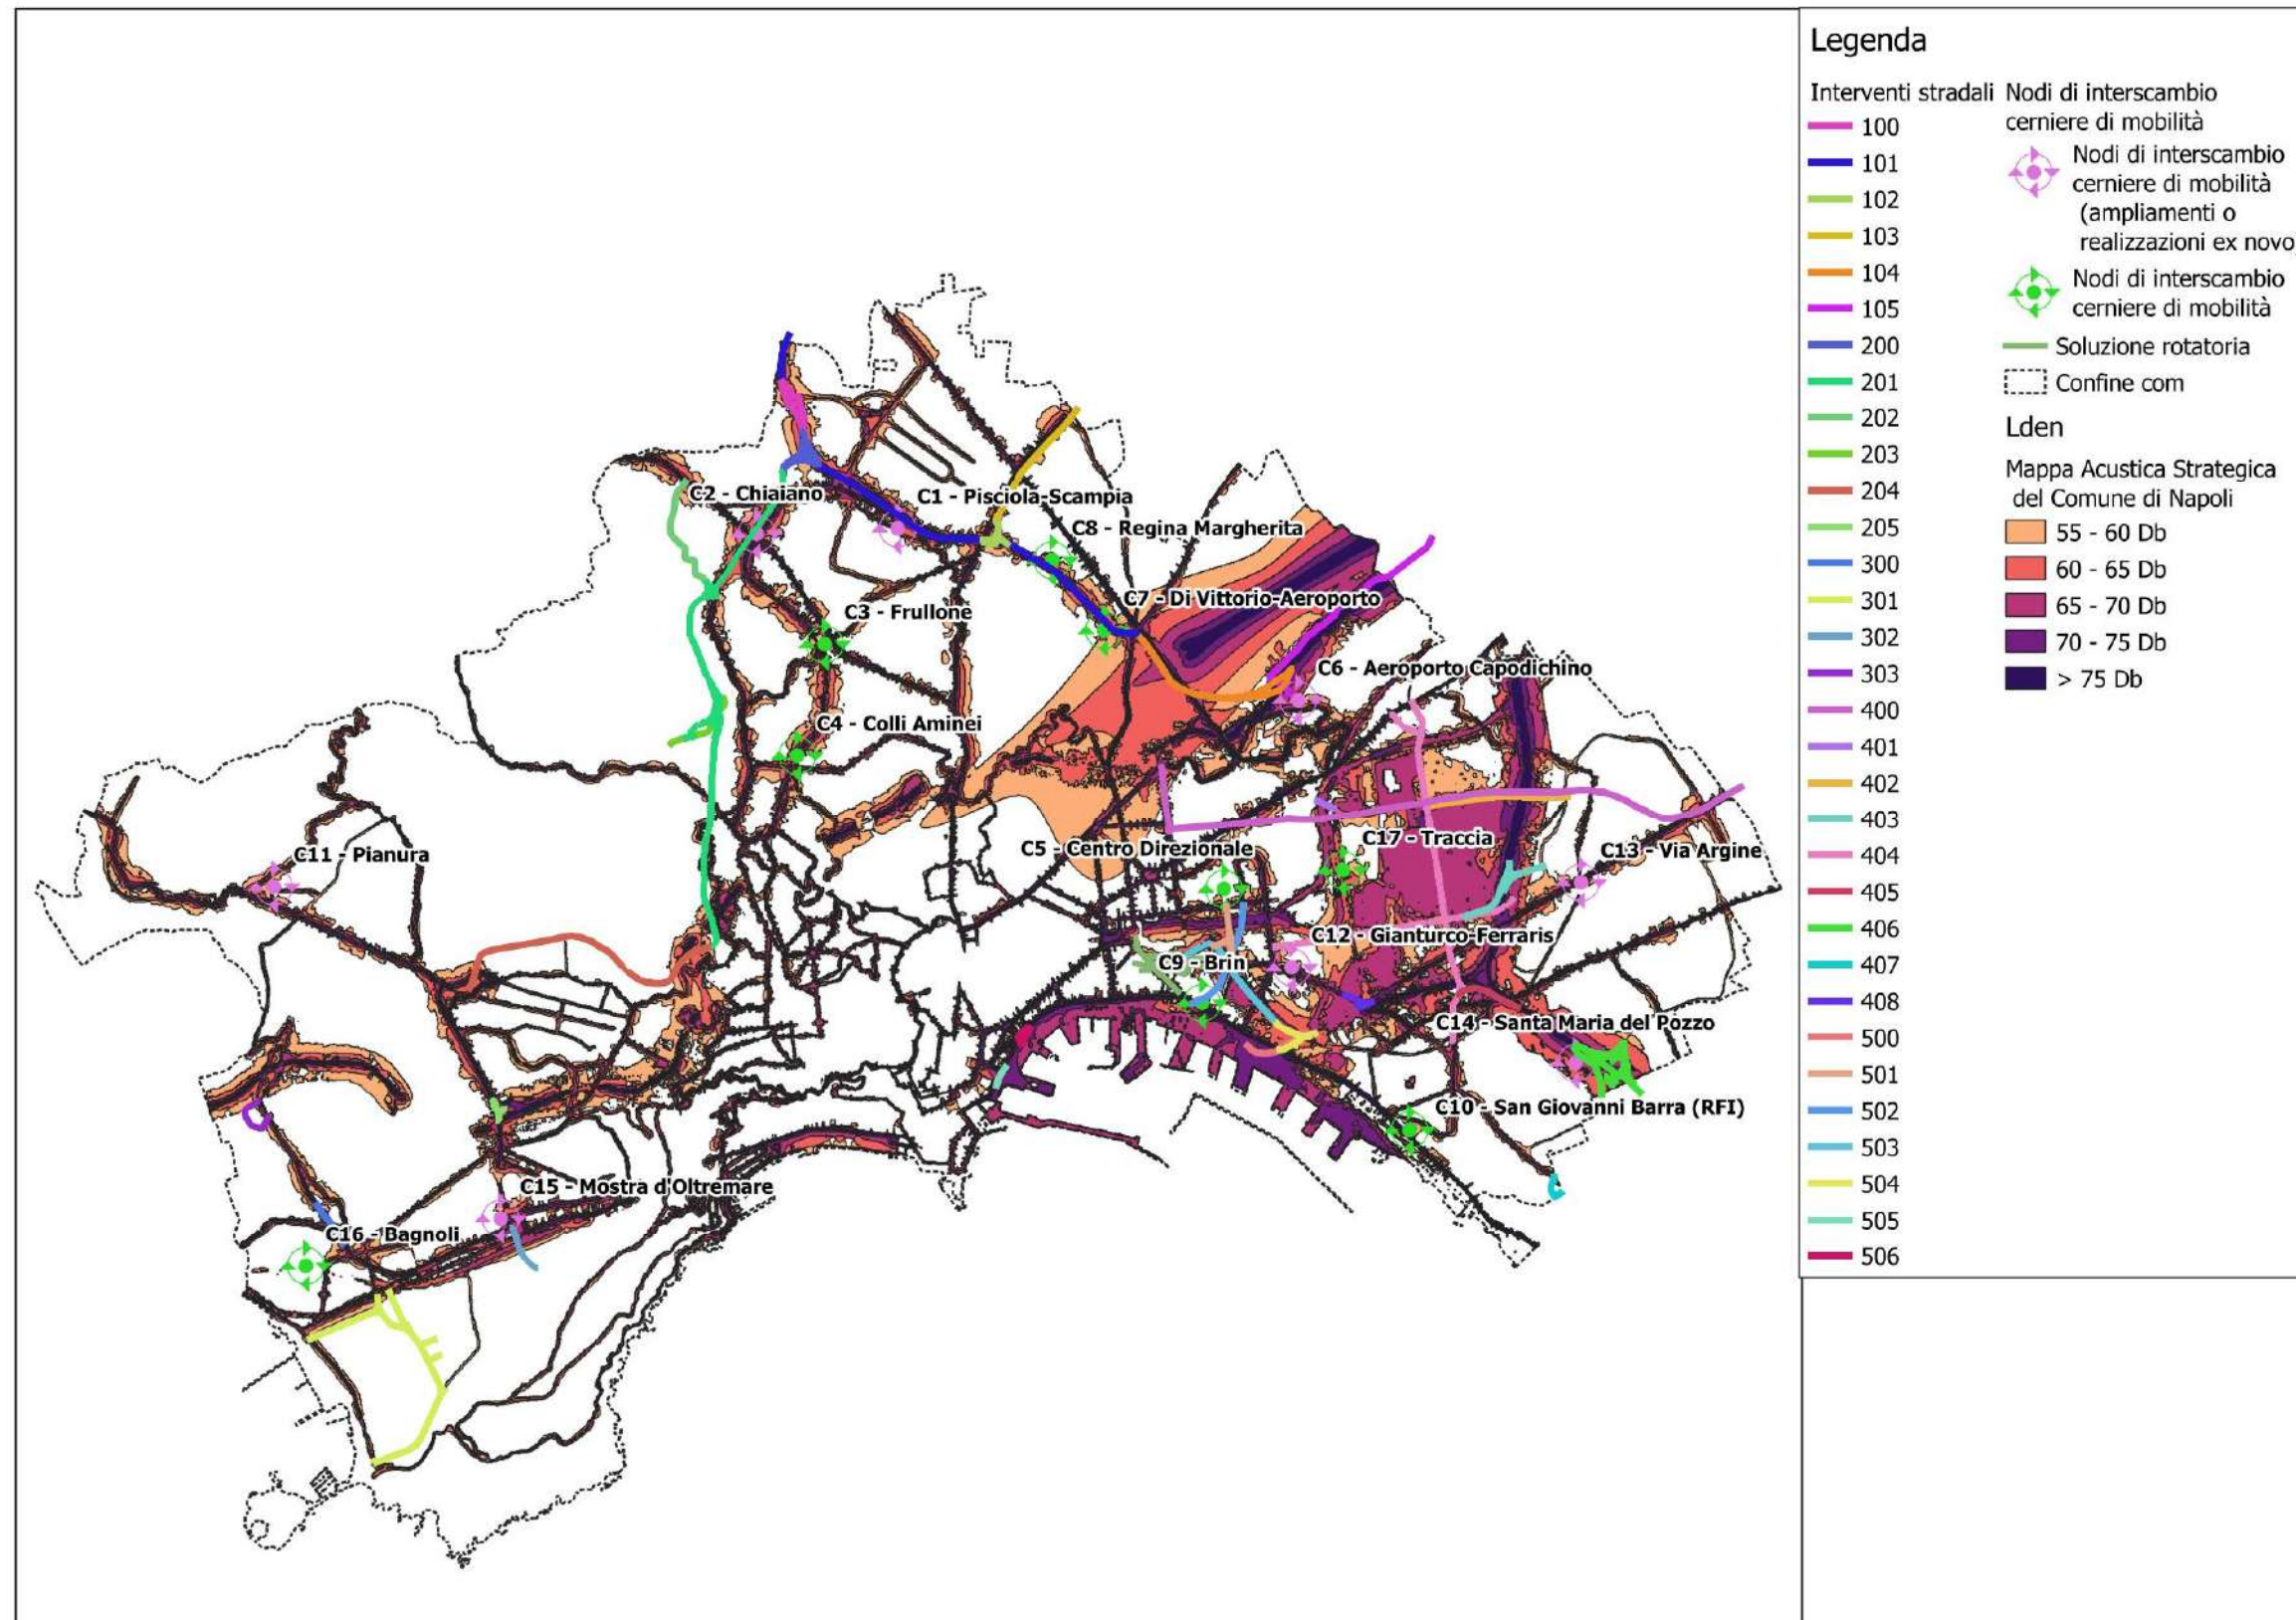 Legenda
Interventi stradali
100
101
102
103
104
105
200
201
202
203
204
205
300
301
302
303
400
401
402
403
404
405
406
407
408
500
501
502
503
504
505
506
Nodi di interscambio
cerniere di mobilità
Nodi di interscambio
cerniere di mobilità
(ampliamenti o
realizzazioni ex novo
Nodi di interscambio
cerniere di mobilità
Soluzione rotatoria
Confine com
Lden
Mappa Acustica Strategica
del Comune di Napoli
55 - 60 Db
60 - 65 Db
65 - 70 Db
70 - 75 Db
> 75 Db
C2 - Chiaiano
C1 - Pisciola-Scampia
C8 - Regina Margherita
C7 - Di Vittorio-Aeroporto
C3 - Frullone
C6 - Aeroporto Capodichino
C4 - Colli Aminei
C17 - Traccia
C5 - Centro Direzionale
C13 - Via Argine
C11 - Pianura
C12 - Gianturco-Ferraris
C9 - Brin
C14 - Santa Maria del Pozzo
C10 - San Giovanni Barra (RFI)
C15 - Mostra d'Oltremare
C16 - Bagnoli